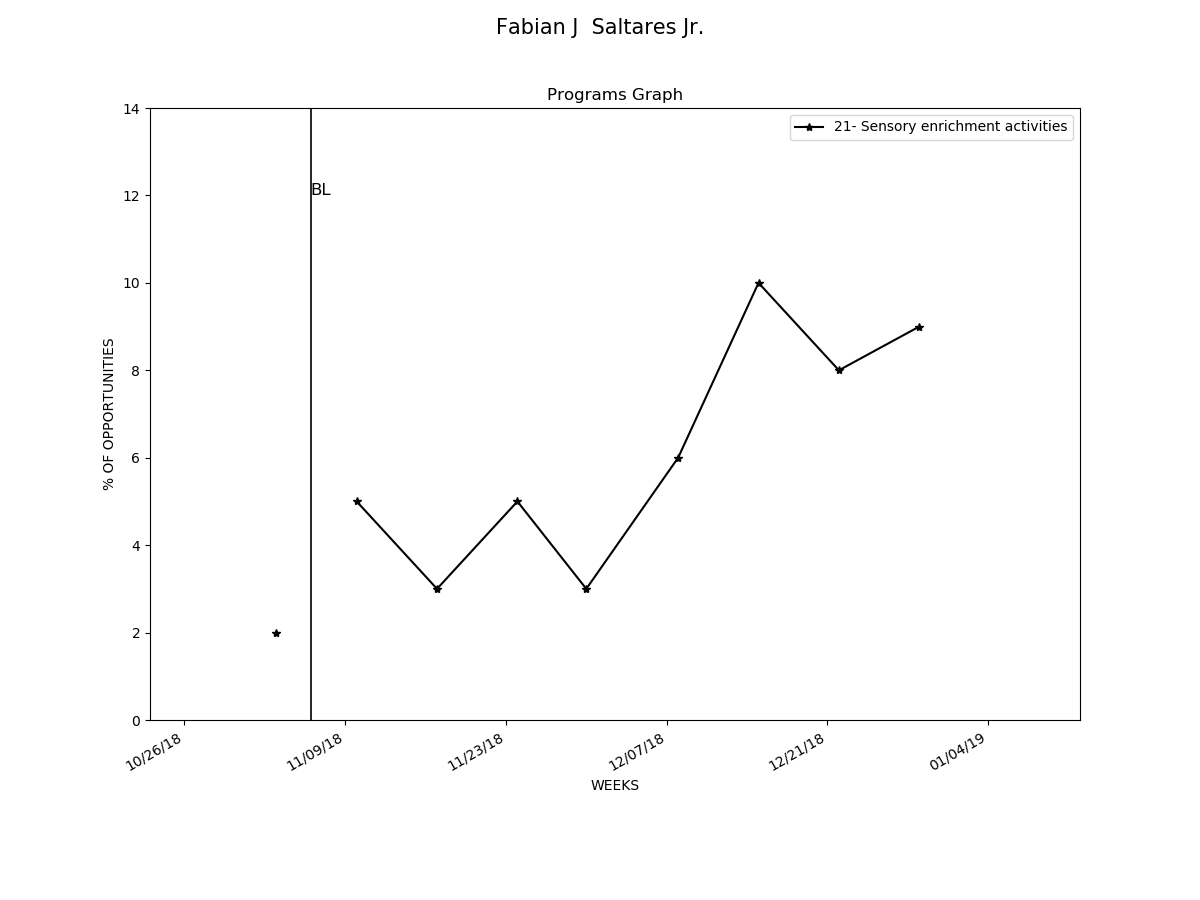 Fabian J  Saltares Jr.
Programs Graph
14
21- Sensory enrichment activities
12
BL
10
8
% OF OPPORTUNITIES
6
4
2
0
10/26/18
11/09/18
11/23/18
12/07/18
12/21/18
01/04/19
WEEKS